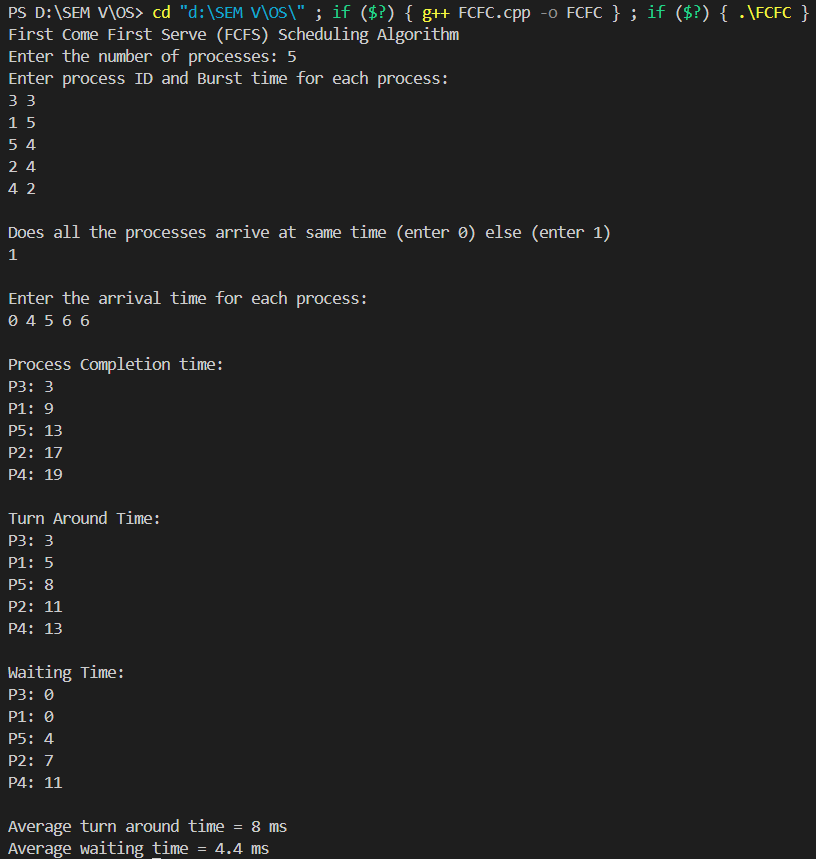 PS D:\SEM V\OS> cd "d:\SEM V\OS\" ; if ($?) { g++ FCFC.cpp -o FCFC } ; if ($?) { .\FCFC }
First Come First Serve (FCFS) Scheduling Algorithm
Enter the number of processes: 5
Enter process ID and Burst time for each process:
3 3
1 5
5 4
2 4
4 2
Does all the processes arrive at same time (enter 0) else (enter 1)
1
Enter the arrival time for each process:
0 4 5 6 6
Process Completion time:
P3: 3
P1: 9
P5: 13
P2: 17
P4: 19
Turn Around Time:
P3: 3
P1: 5
P5: 8
P2: 11
P4: 13
Waiting Time:
P3: 0
P1: 0
P5: 4
P2: 7
P4: 11
Average turn around time = 8 ms
Average waiting time = 4.4 ms